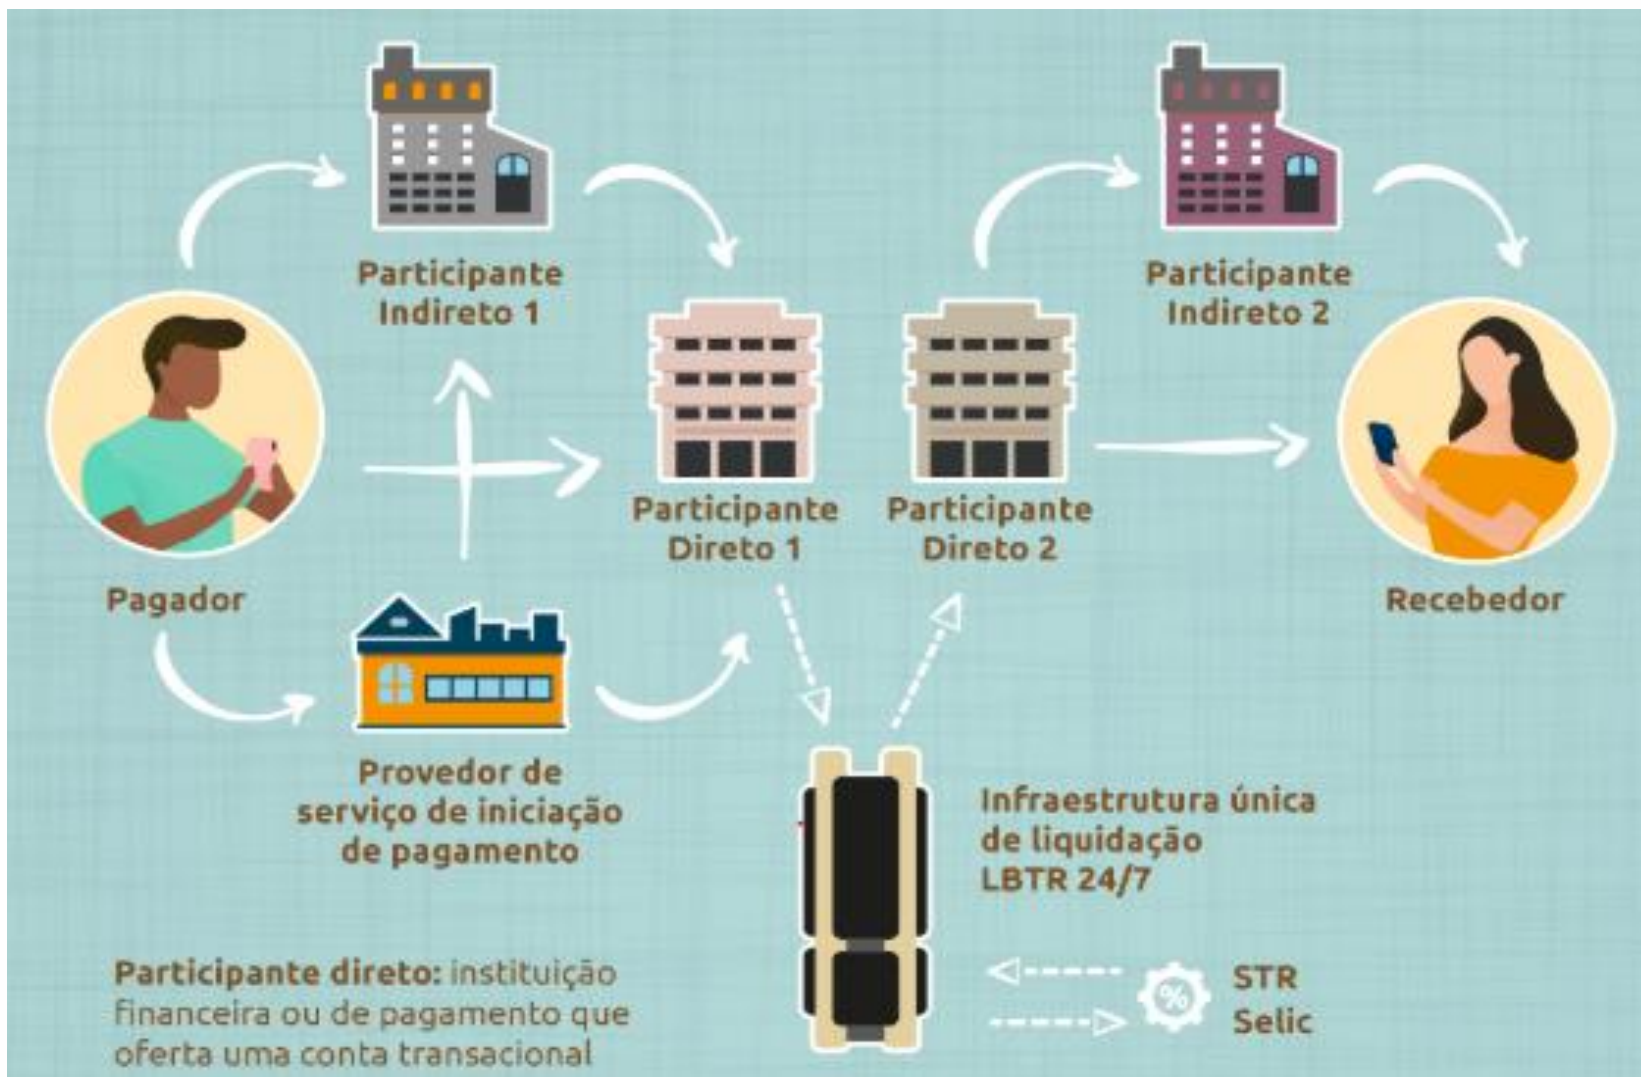 Participante
Indireto 1
Participante
Indireto 2
Participante
Direto 1
Participante
Direto 2
Pagador
Recebedor
Provedor de
serviço de iniciação
de pagamento
Infraestrutura única
de liquidação
LBTR 24/7
%
STR
Selic
Participante direto: instituição
financeira ou de pagamento que
oferta uma conta transacional